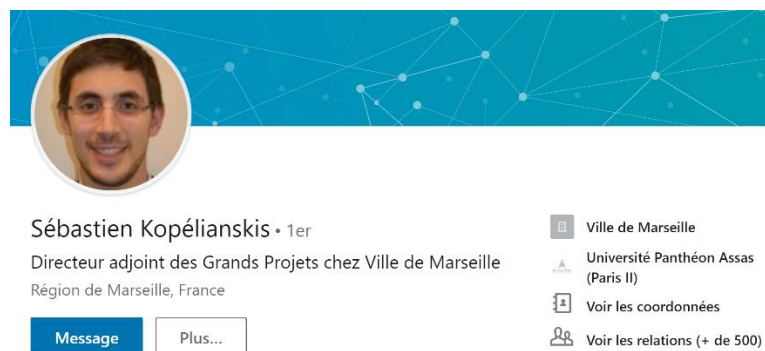 Sébastien Kopélianskis • 1er
Directeur adjoint des Grands Projets chez Ville de Marseille
Région de Marseille, France
Message
Plus...
Ville de Marseille
Université Panthéon Assas
(Paris II)
Voir les coordonnées
Voir les relations (+ de 500)